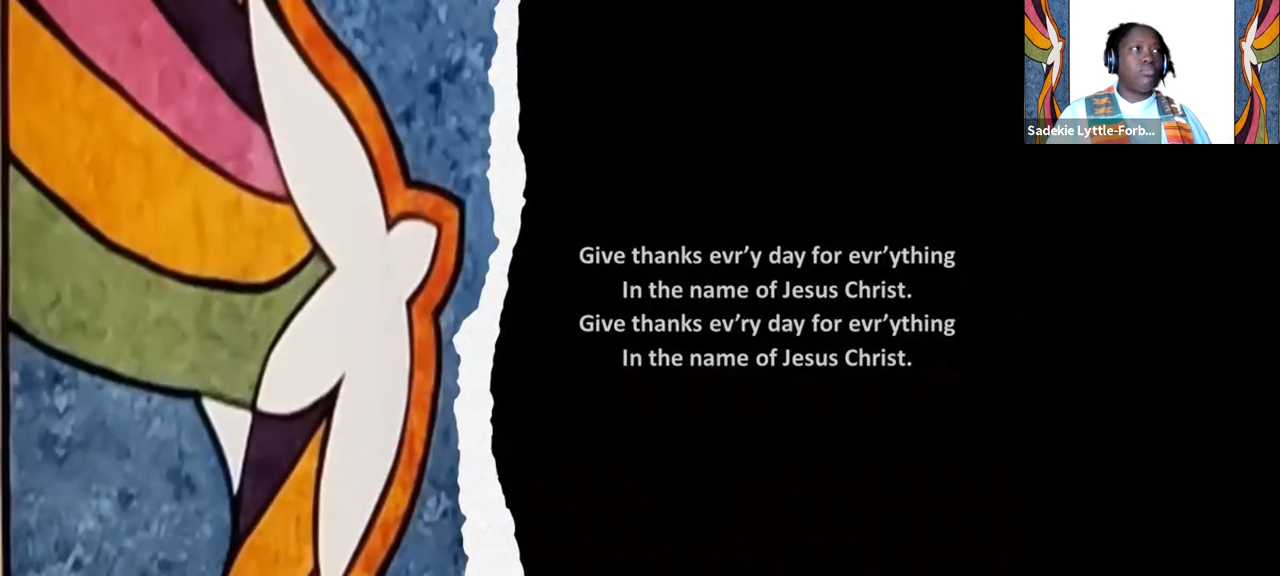 Sadekie Lyttle-Forb...
Give thanks evr’y day for evr’ything
In the name of Jesus Christ.
Give thanks ev’ry day for evr’ything
In the name of Jesus Christ.